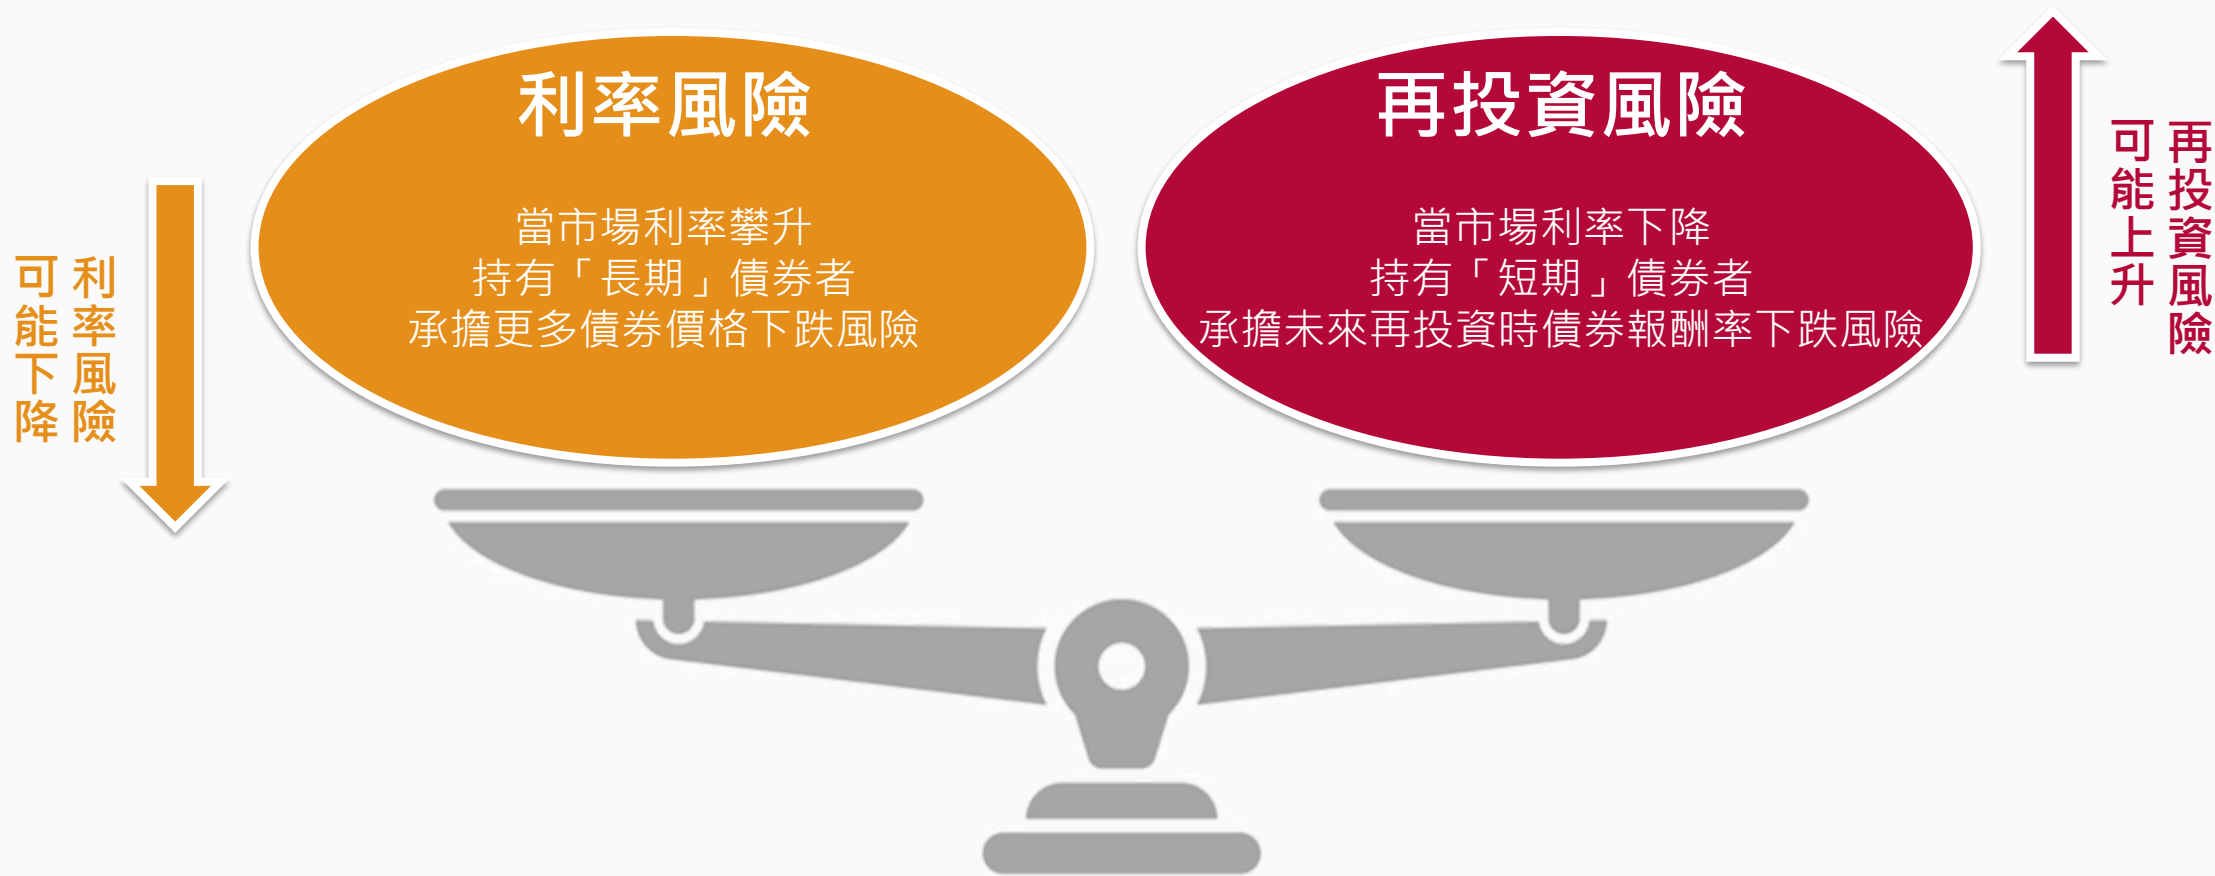 利率風險
當市場利率攀升
持有「長期」債券者
承擔更多債券價格下跌風險
再投資風險
當市場利率下降
持有「短期」債券者
承擔未來再投資時債券報酬率下跌風險
利率風險
可能下降
再投資風險
可能上升